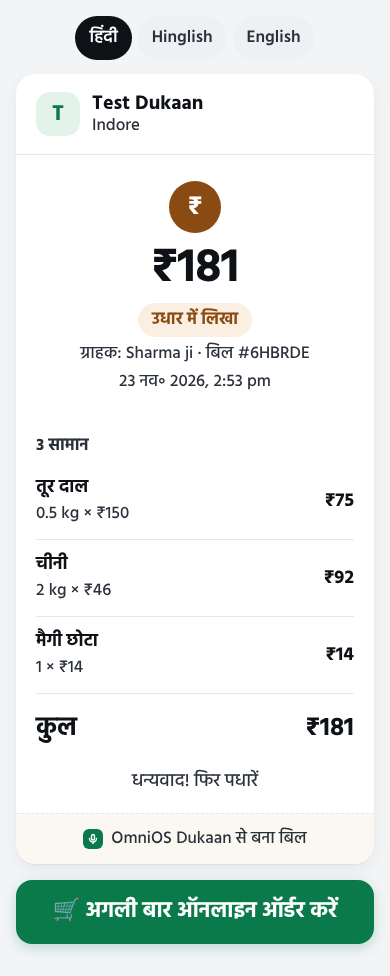 हिंदी Hinglish English
T
Test Dukaan
Indore
₹
₹181
उधार में लिखा
ग्राहक: Sharma ji · बिल #6HBRDE
23 नव॰ 2026, 2:53 pm
3 सामान
तूर दाल
0.5 kg × ₹150
₹75
चीनी
2 kg × ₹46
₹92
मैगी छोटा
1 × ₹14
₹14
कुल ₹181
धन्यवाद! फिर पधारें
OmniOS Dukaan से बना बिल
🛒 अगली बार ऑनलाइन ऑर्डर करें